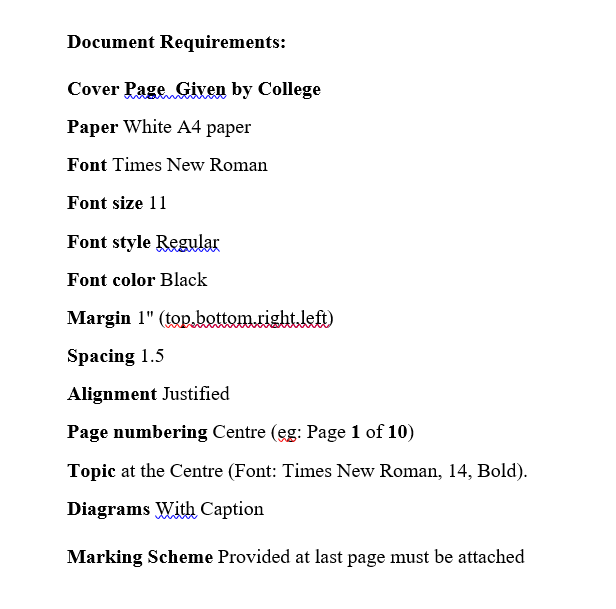 Document Requirements:
Cover Page  Given by College
Paper White A4 paper
Font Times New Roman
Font size 11
Font style Regular
Font color Black
Margin 1" (top,bottom,right,left)
Spacing 1.5
Alignment Justified
Page numbering Centre (eg: Page 1 of 10)
Topic at the Centre (Font: Times New Roman, 14, Bold).
Diagrams With Caption
Marking Scheme Provided at last page must be attached